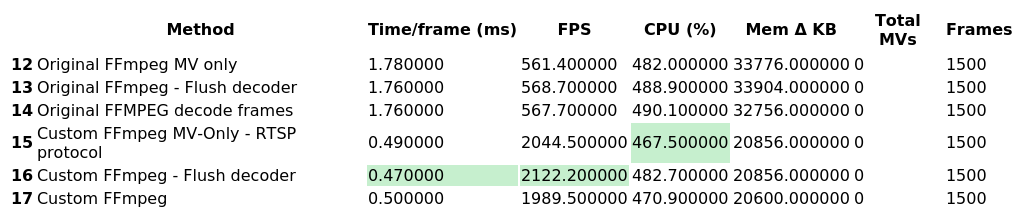 Method Time/frame (ms) FPS CPU (%) Mem Δ KB Total MVs Frames
12 Original FFmpeg MV only 1.780000 561.400000 482.000000 33776.000000 0 1500
13 Original FFmpeg - Flush decoder 1.760000 568.700000 488.900000 33904.000000 0 1500
14 Original FFMPEG decode frames 1.760000 567.700000 490.100000 32756.000000 0 1500
15 Custom FFmpeg MV-Only - RTSP protocol 0.490000 2044.500000 467.500000 20856.000000 0 1500
16 Custom FFmpeg - Flush decoder 0.470000 2122.200000 482.700000 20856.000000 0 1500
17 Custom FFmpeg 0.500000 1989.500000 470.900000 20600.000000 0 1500